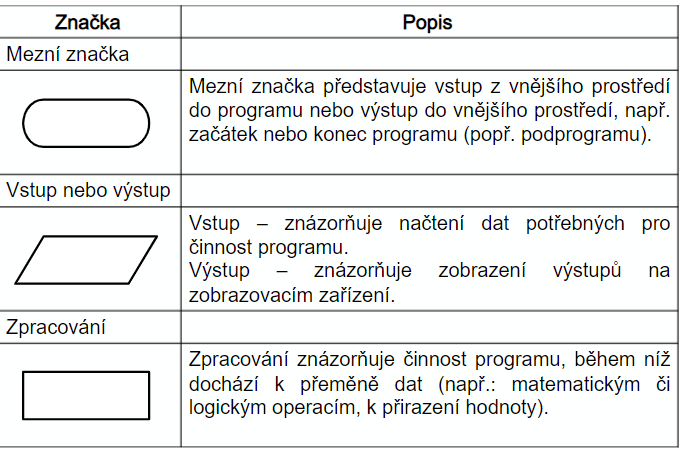 Značka Popis
Mezní značka
Mezní značka představuje vstup z vnějšího prostředí
do programu nebo výstup do vnějšího prostředí, např.
začátek nebo konec programu (popř. podprogramu).
Vstup nebo výstup
Vstup – znázorňuje načtení dat potřebných pro
činnost programu.
Výstup – znázorňuje zobrazení výstupů na
zobrazovacím zařízení.
Zpracování
Zpracování znázorňuje činnost programu, během níž
dochází k přeměně dat (např.: matematickým či
logickým operacím, k přirazení hodnoty).